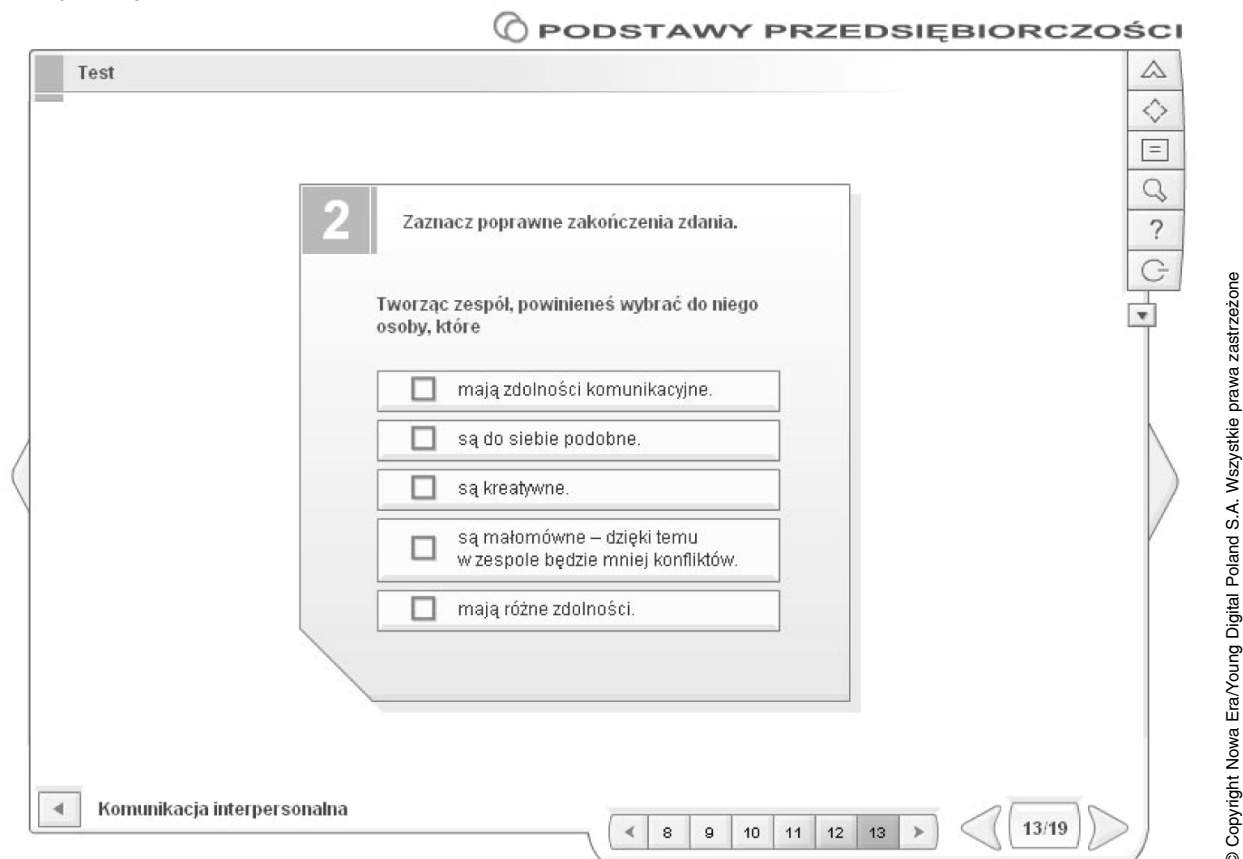 PODSTAWY PRZEDSIĘBIORCZOŚCI
Test
2
Zaznacz poprawne zakończenia zdania.
Tworząc zespół, powinieneś wybrać do niego
osoby, które
mają zdolności komunikacyjne.
są do siebie podobne.
są kreatywne.
są małomówne – dzięki temu
w zespole będzie mniej konfliktów.
mają różne zdolności.
=
?
Komunikacja interpersonalna
8 9 10 11 12 13
13/19
© Copyright Nowa Era/Young Digital Poland S.A. Wszystkie prawa zastrzeżone